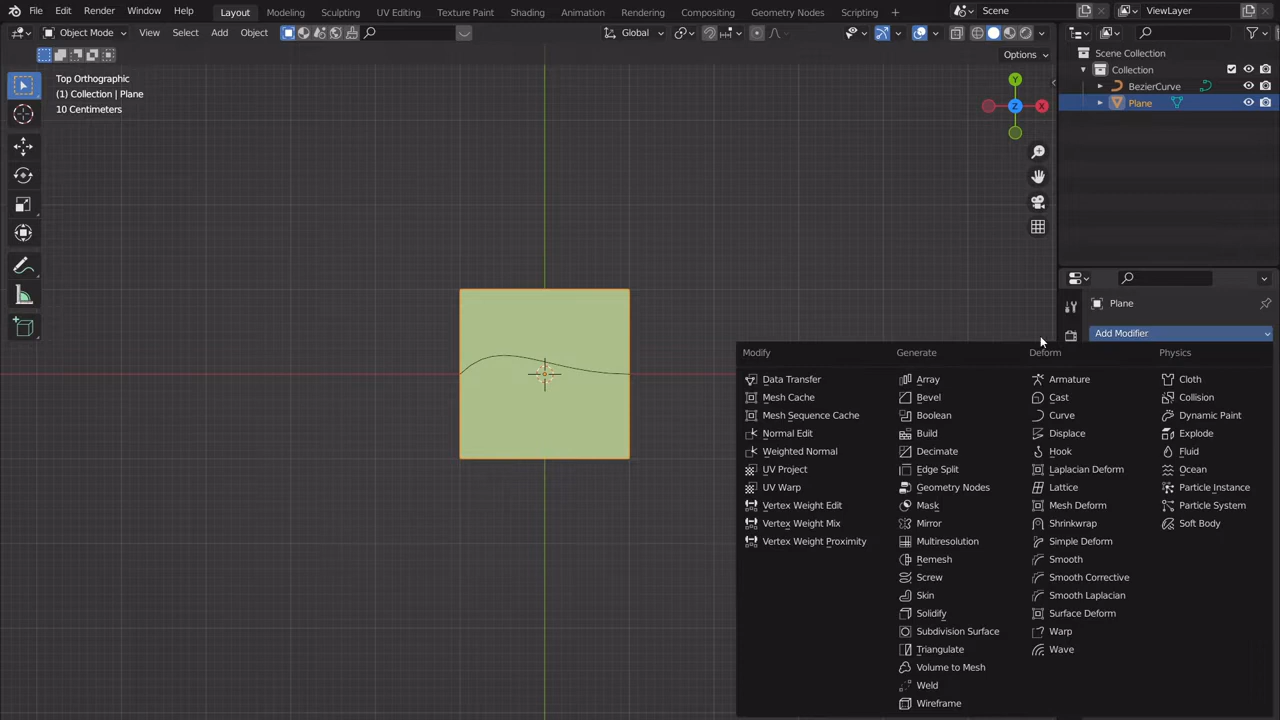 File Edit Render Window Help Layout Modeling Sculpting UV Editing Texture Paint Shading Animation Rendering Compositing Geometry Nodes Scripting + Scene ViewLayer
Object Mode View Select Add Object Global
Options
Top Orthographic
(1) Collection | Plane
10 Centimeters
Y
X
Z
Scene Collection
Collection
BezierCurve
Plane
Plane
Add Modifier
Modify Generate Deform Physics
Data Transfer Array Armature Cloth
Mesh Cache Bevel Cast Collision
Mesh Sequence Cache Boolean Curve Dynamic Paint
Normal Edit Build Displace Explode
Weighted Normal Decimate Hook Fluid
UV Project Edge Split Laplacian Deform Ocean
UV Warp Geometry Nodes Lattice Particle Instance
Vertex Weight Edit Mask Mesh Deform Particle System
Vertex Weight Mix Mirror Shrinkwrap Soft Body
Vertex Weight Proximity Multiresolution Simple Deform
Remesh Smooth
Screw Smooth Corrective
Skin Smooth Laplacian
Solidify Surface Deform
Subdivision Surface Warp
Triangulate Wave
Volume to Mesh
Weld
Wireframe